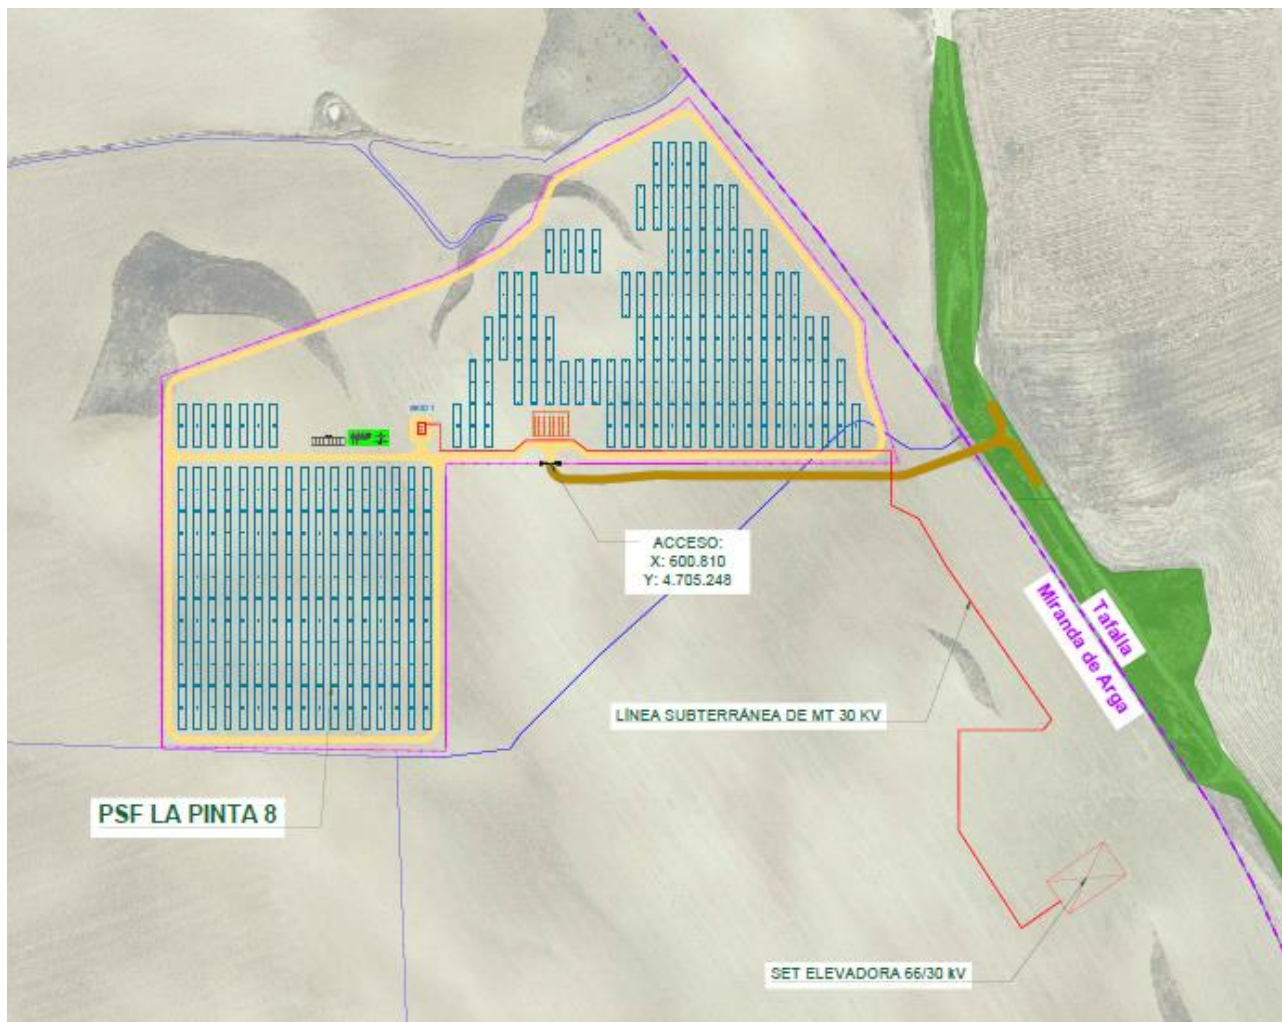 ACCESO:
X: 600.810
Y: 4.705.248
Tafalla
Miranda de Arga
LÍNEA SUBTERRÁNEA DE MT 30 KV
PSF LA PINTA 8
SET ELEVADORA 66/30 kV